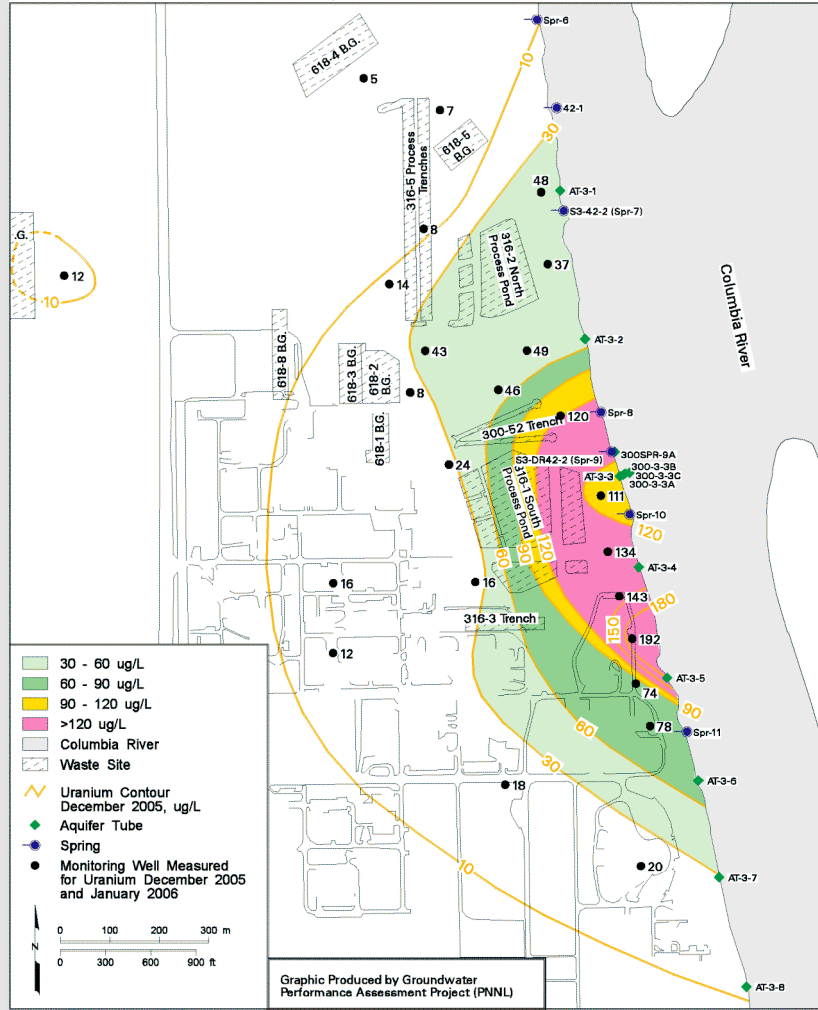 Spr-6
618-4 B.G.
5
10
7
42-1
30
618-5
B.G.
316-5 Process
Trenches
48
AT-3-1
S3-42-2 (Spr-7)
8
.G.
12
10
316-2 North
Process Pond
37
14
Columbia River
618-8 B.G.
618-3 B.G.
618-2
B.G.
43
49
AT-3-2
8
46
618-1 B.G.
120
Spr-8
300-52 Trench
24
S3-DR42-2 (Spr-9)
300SPR-9A
300-3-3B
AT-3-3
300-3-3C
300-3-3A
111
316-1 South
Process Pond
Spr-10
120
60
90
120
134
AT-3-4
16
16
143
180
316-3 Trench
150
192
12
AT-3-5
74
90
78
Spr-11
60
30
18
AT-3-6
10
20
AT-3-7
AT-3-8
30 - 60 ug/L
60 - 90 ug/L
90 - 120 ug/L
>120 ug/L
Columbia River
Waste Site
Uranium Contour
December 2005, ug/L
Aquifer Tube
Spring
Monitoring Well Measured
for Uranium December 2005
and January 2006
N
0 100 200 300 m
0 300 600 900 ft
Graphic Produced by Groundwater
Performance Assessment Project (PNNL)